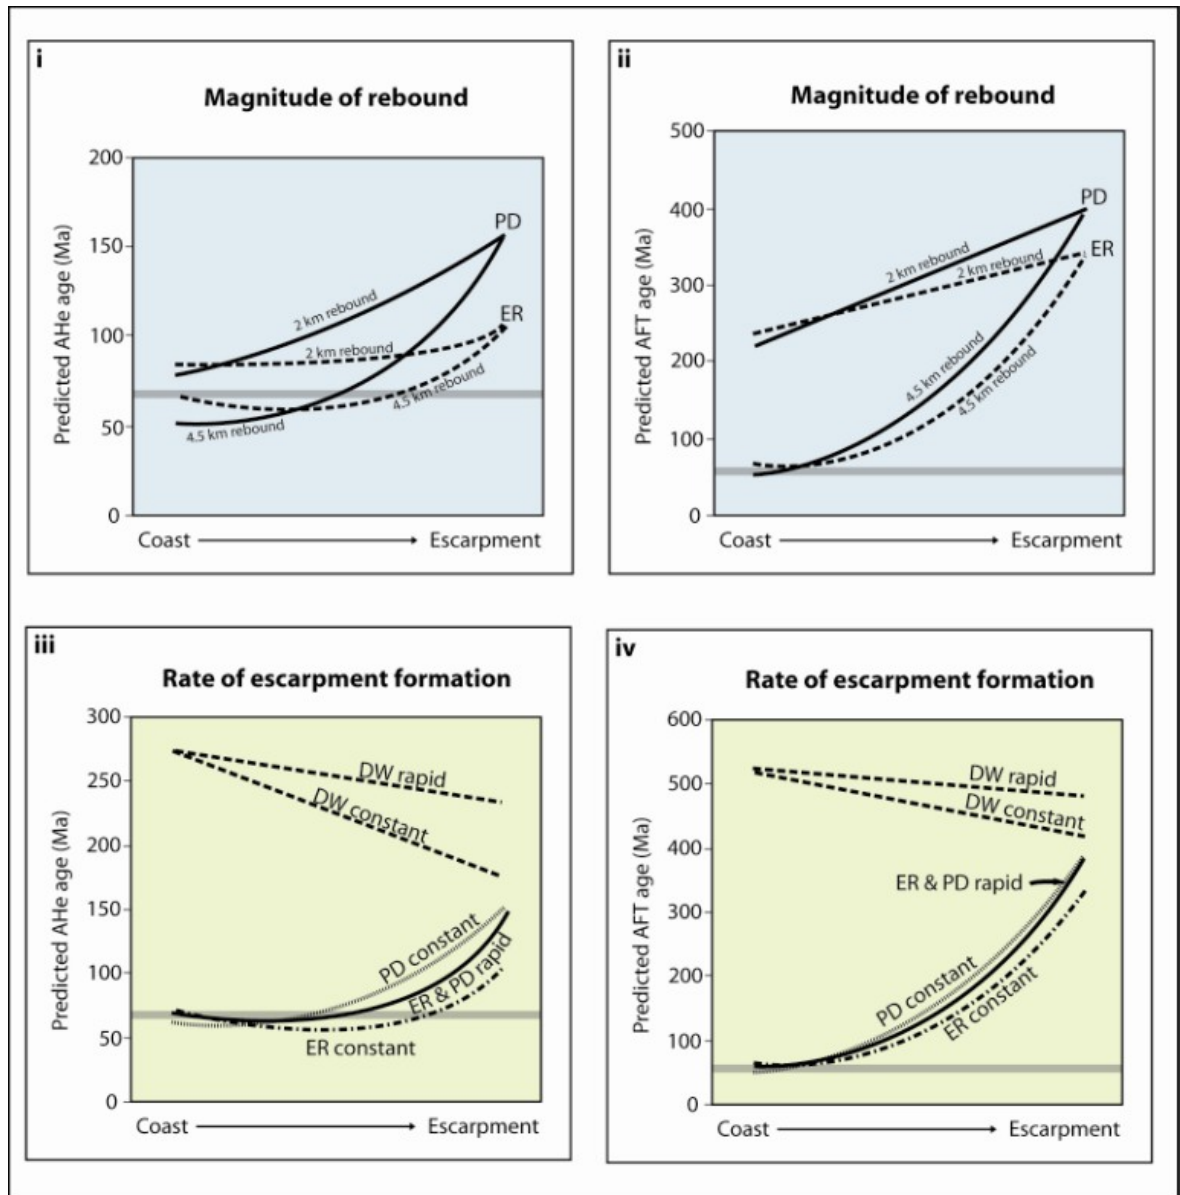 i
Magnitude of rebound
Predicted AHe age (Ma)
200
150
100
50
0
PD
ER
2 km rebound
2 km rebound
4.5 km rebound
4.5 km rebound
Coast
Escarpment
ii
Magnitude of rebound
Predicted AFT age (Ma)
500
400
300
200
100
0
PD
ER
2 km rebound
2 km rebound
4.5 km rebound
4.5 km rebound
Coast
Escarpment
iii
Rate of escarpment formation
Predicted AHe age (Ma)
300
250
200
150
100
50
0
DW rapid
DW constant
PD constant
ER & PD rapid
ER constant
Coast
Escarpment
iv
Rate of escarpment formation
Predicted AFT age (Ma)
600
500
400
300
200
100
0
DW rapid
DW constant
ER & PD rapid
PD constant
ER constant
Coast
Escarpment